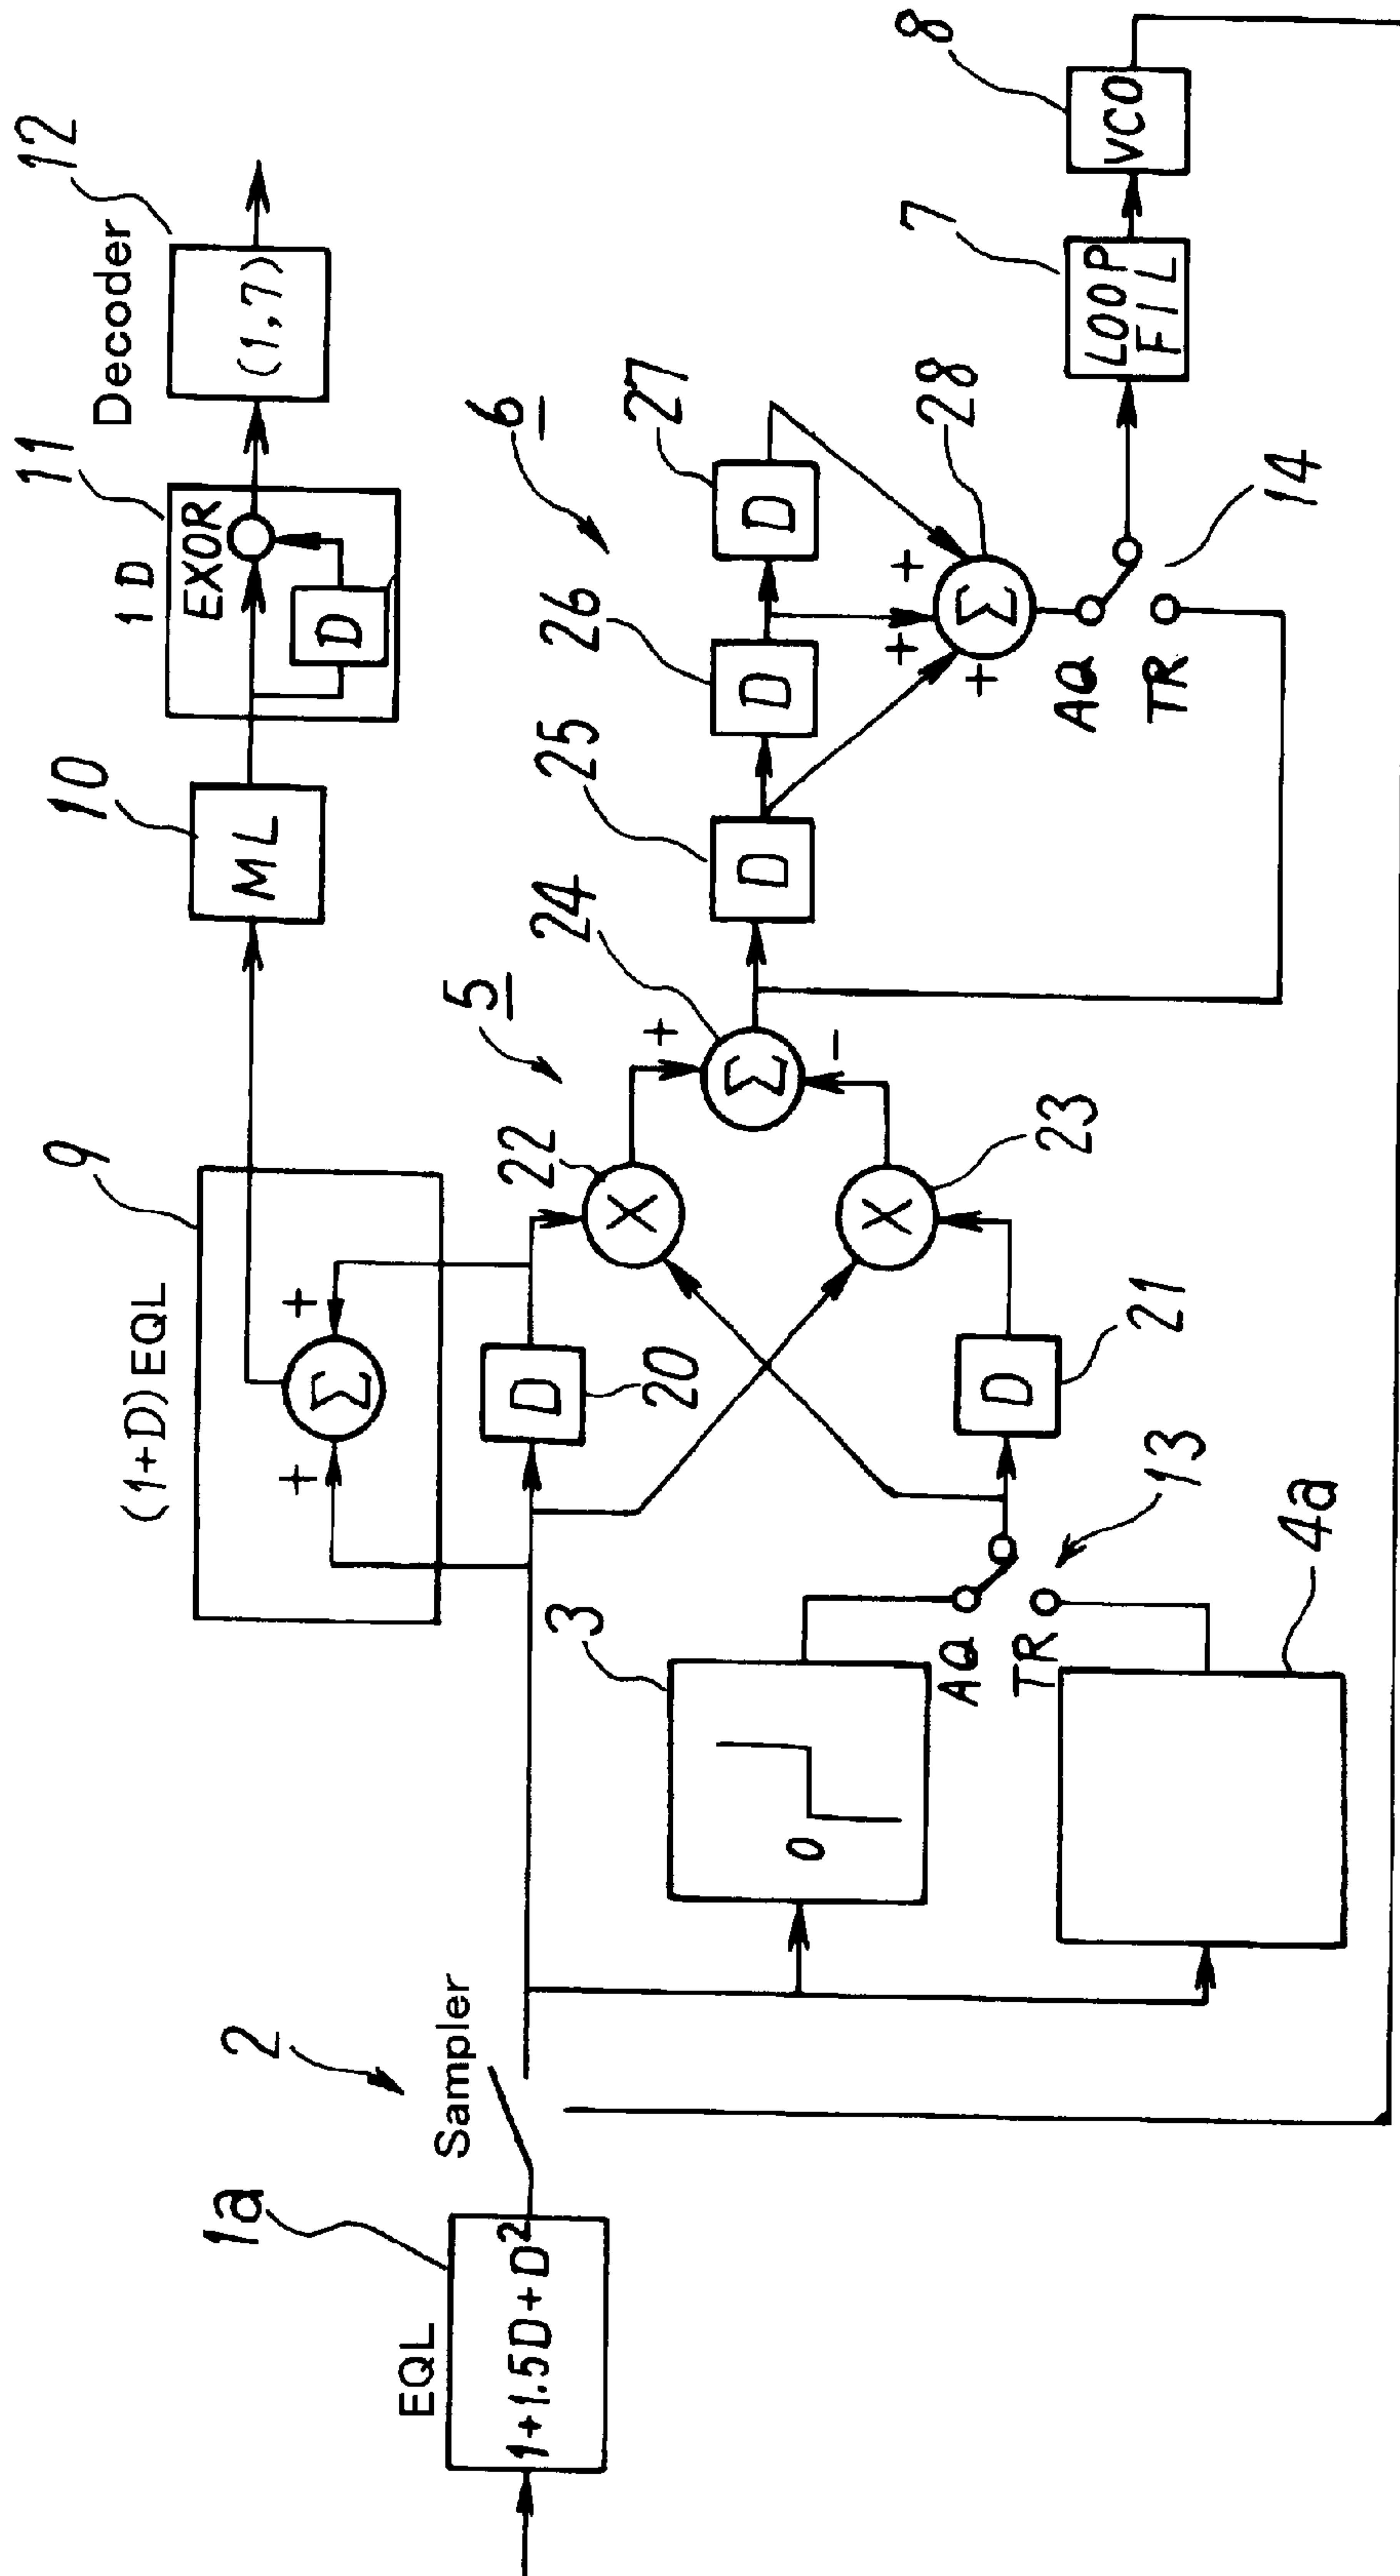 EQL
1a
1+1.5D+D²
2
Sampler
(1+D)EQL
9
+
+
Σ
10
ML
11
1D
EXOR
D
Decoder
12
(1,7)
D
20
3
0
AQ
TR
13
4a
D
21
5
22
X
23
X
24
+
-
Σ
6
25
D
26
D
27
D
+
+
+
Σ
28
AQ
TR
14
7
LOOP
FIL
8
VCO